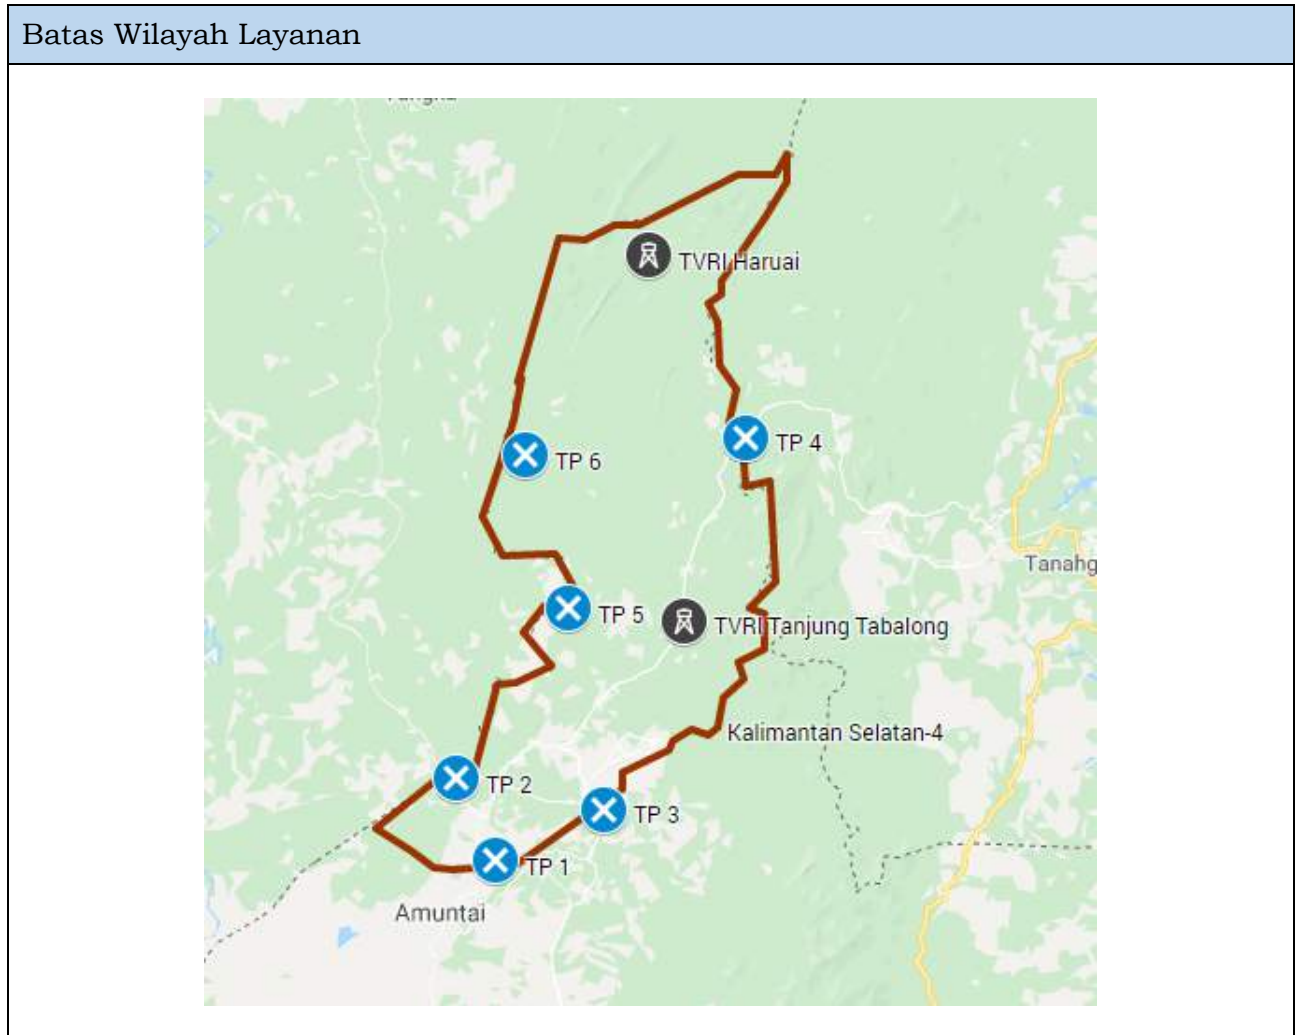 Batas Wilayah Layanan
TVRI Haruai
TP 4
TP 6
Tanahg
TP 5
TVRI Tanjung Tabalong
Kalimantan Selatan-4
TP 2
TP 3
TP 1
Amuntai